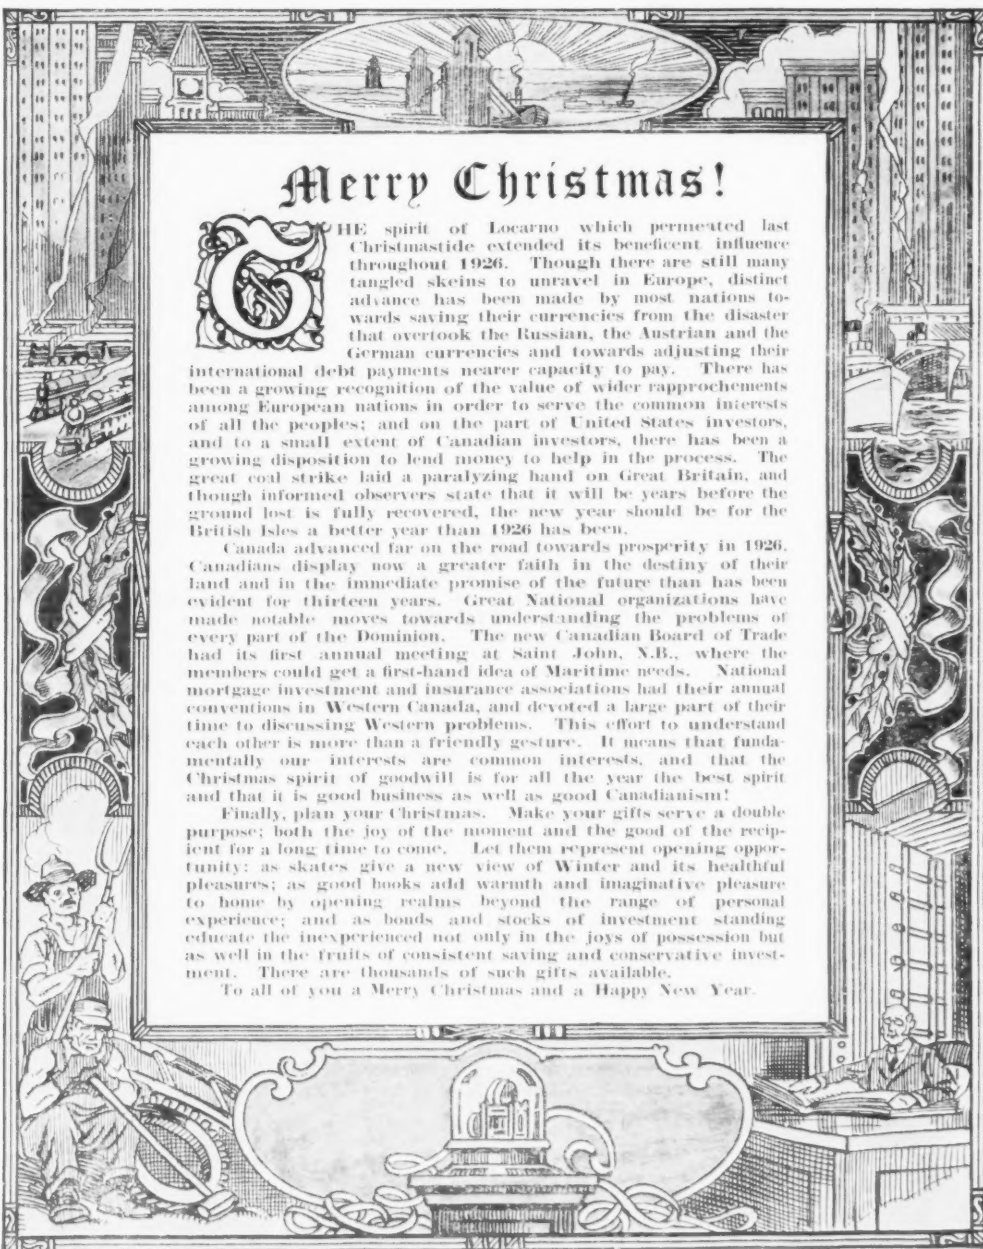 Merry Christmas!
THE spirit of Locarno which permeated last
Christmastide extended its beneficent influence
throughout 1926. Though there are still many
tangled skeins to unravel in Europe, distinct
advance has been made by most nations to-
wards saving their currencies from the disaster
that overtook the Russian, the Austrian and the
German currencies and towards adjusting their
international debt payments nearer capacity to pay. There has
been a growing recognition of the value of wider rapprochements
among European nations in order to serve the common interests
of all the peoples; and on the part of United States investors,
and to a small extent of Canadian investors, there has been a
growing disposition to lend money to help in the process. The
great coal strike laid a paralyzing hand on Great Britain, and
though informed observers state that it will be years before the
ground lost is fully recovered, the new year should be for the
British Isles a better year than 1926 has been.
Canada advanced far on the road towards prosperity in 1926.
Canadians display now a greater faith in the destiny of their
land and in the immediate promise of the future than has been
evident for thirteen years. Great National organizations have
made notable moves towards understanding the problems of
every part of the Dominion. The new Canadian Board of Trade
had its first annual meeting at Saint John, N.B., where the
members could get a first-hand idea of Maritime needs. National
mortgage investment and insurance associations had their annual
conventions in Western Canada, and devoted a large part of their
time to discussing Western problems. This effort to understand
each other is more than a friendly gesture. It means that funda-
mentally our interests are common interests, and that the
Christmas spirit of goodwill is for all the year the best spirit
and that it is good business as well as good Canadianism!
Finally, plan your Christmas. Make your gifts serve a double
purpose; both the joy of the moment and the good of the recip-
ient for a long time to come. Let them represent opening oppor-
tunity: as skates give a new view of Winter and its healthful
pleasures; as good books add warmth and imaginative pleasure
to home by opening realms beyond the range of personal
experience; and as bonds and stocks of investment standing
educate the inexperienced not only in the joys of possession but
as well in the fruits of consistent saving and conservative invest-
ment. There are thousands of such gifts available.
To all of you a Merry Christmas and a Happy New Year.